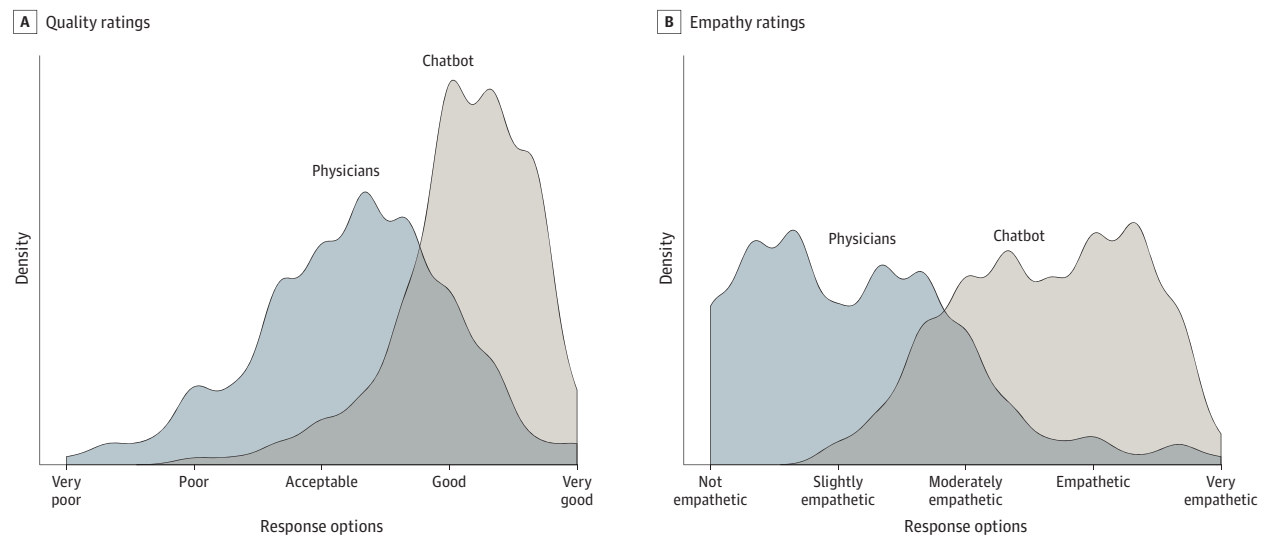 A Quality ratings
Chatbot
Physicians
Density
Very
poor
Poor
Acceptable
Good
Very
good
Response options
B Empathy ratings
Physicians
Chatbot
Density
Not
empathetic
Slightly
empathetic
Moderately
empathetic
Empathetic
Very
empathetic
Response options